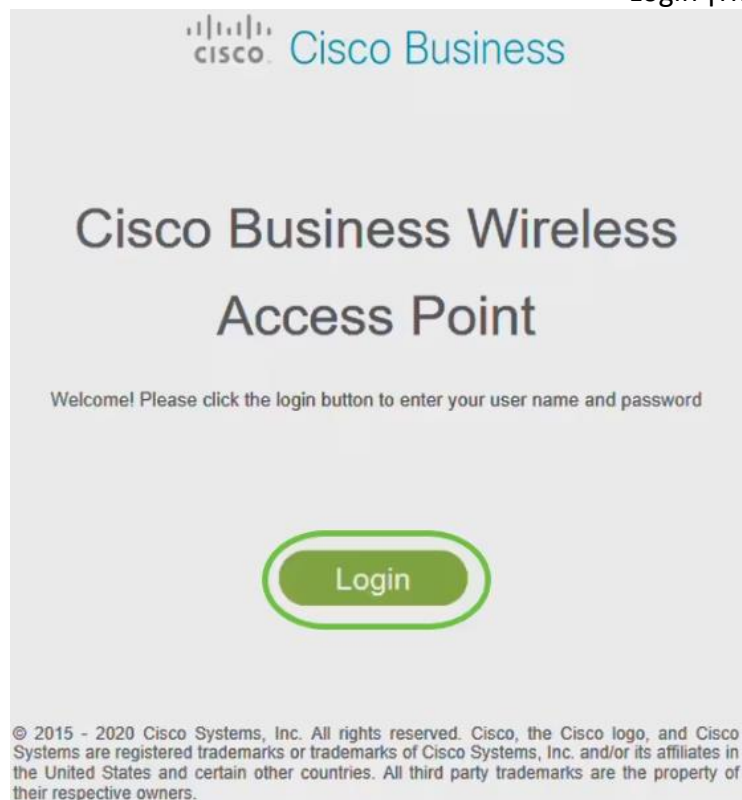 Login
CISCO Cisco Business
Cisco Business Wireless
Access Point
Welcome! Please click the login button to enter your user name and password
Login
© 2015 - 2020 Cisco Systems, Inc. All rights reserved. Cisco, the Cisco logo, and Cisco
Systems are registered trademarks or trademarks of Cisco Systems, Inc. and/or its affiliates in
the United States and certain other countries. All third party trademarks are the property of
their respective owners.